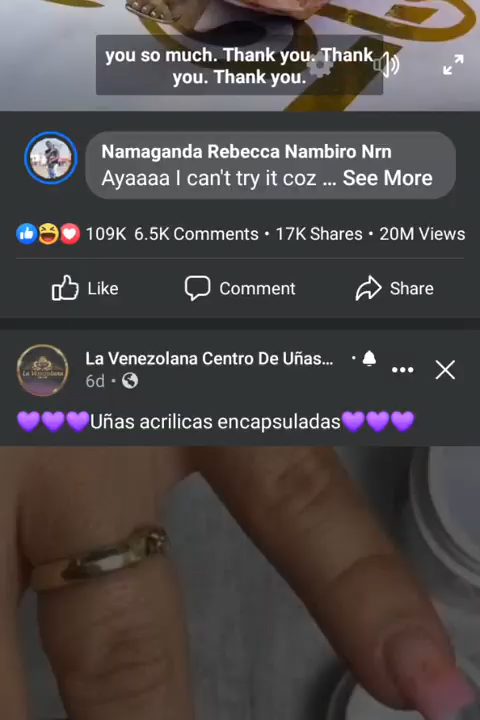 you so much. Thank you. Thank
you. Thank you.
Namaganda Rebecca Nambiro Nrn
Ayaaaa I can't try it coz ... See More
109K 6.5K Comments • 17K Shares • 20M Views
Like Comment Share
La Venezolana Centro De Uñas... ·
6d ·
💜💜💜Uñas acrilicas encapsuladas💜💜💜